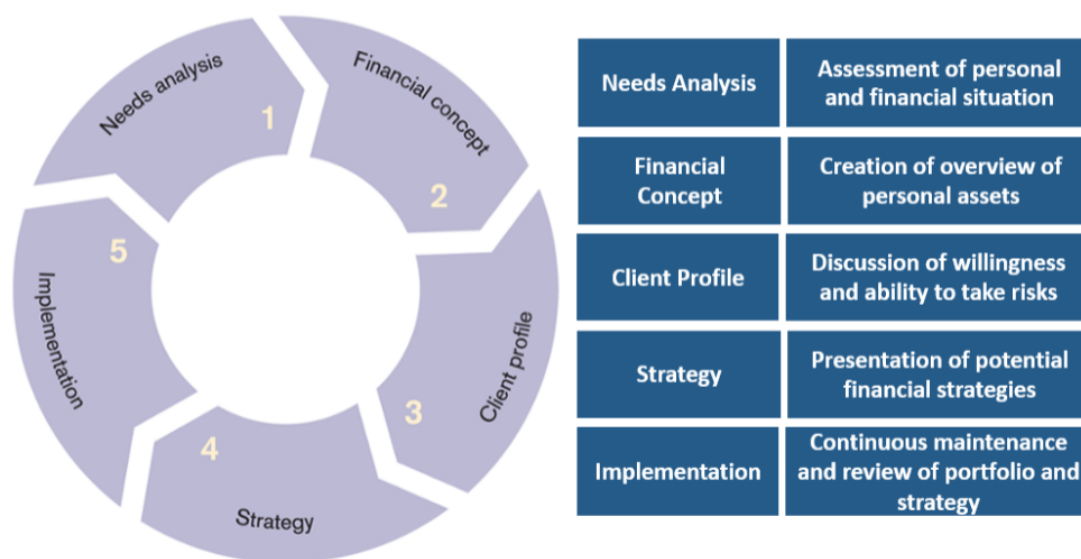 Needs analysis
1
Financial concept
2
Client profile
3
Strategy
4
Implementation
5
Needs Analysis
Assessment of personal
and financial situation
Financial
Concept
Creation of overview of
personal assets
Client Profile
Discussion of willingness
and ability to take risks
Strategy
Presentation of potential
financial strategies
Implementation
Continuous maintenance
and review of portfolio and
strategy